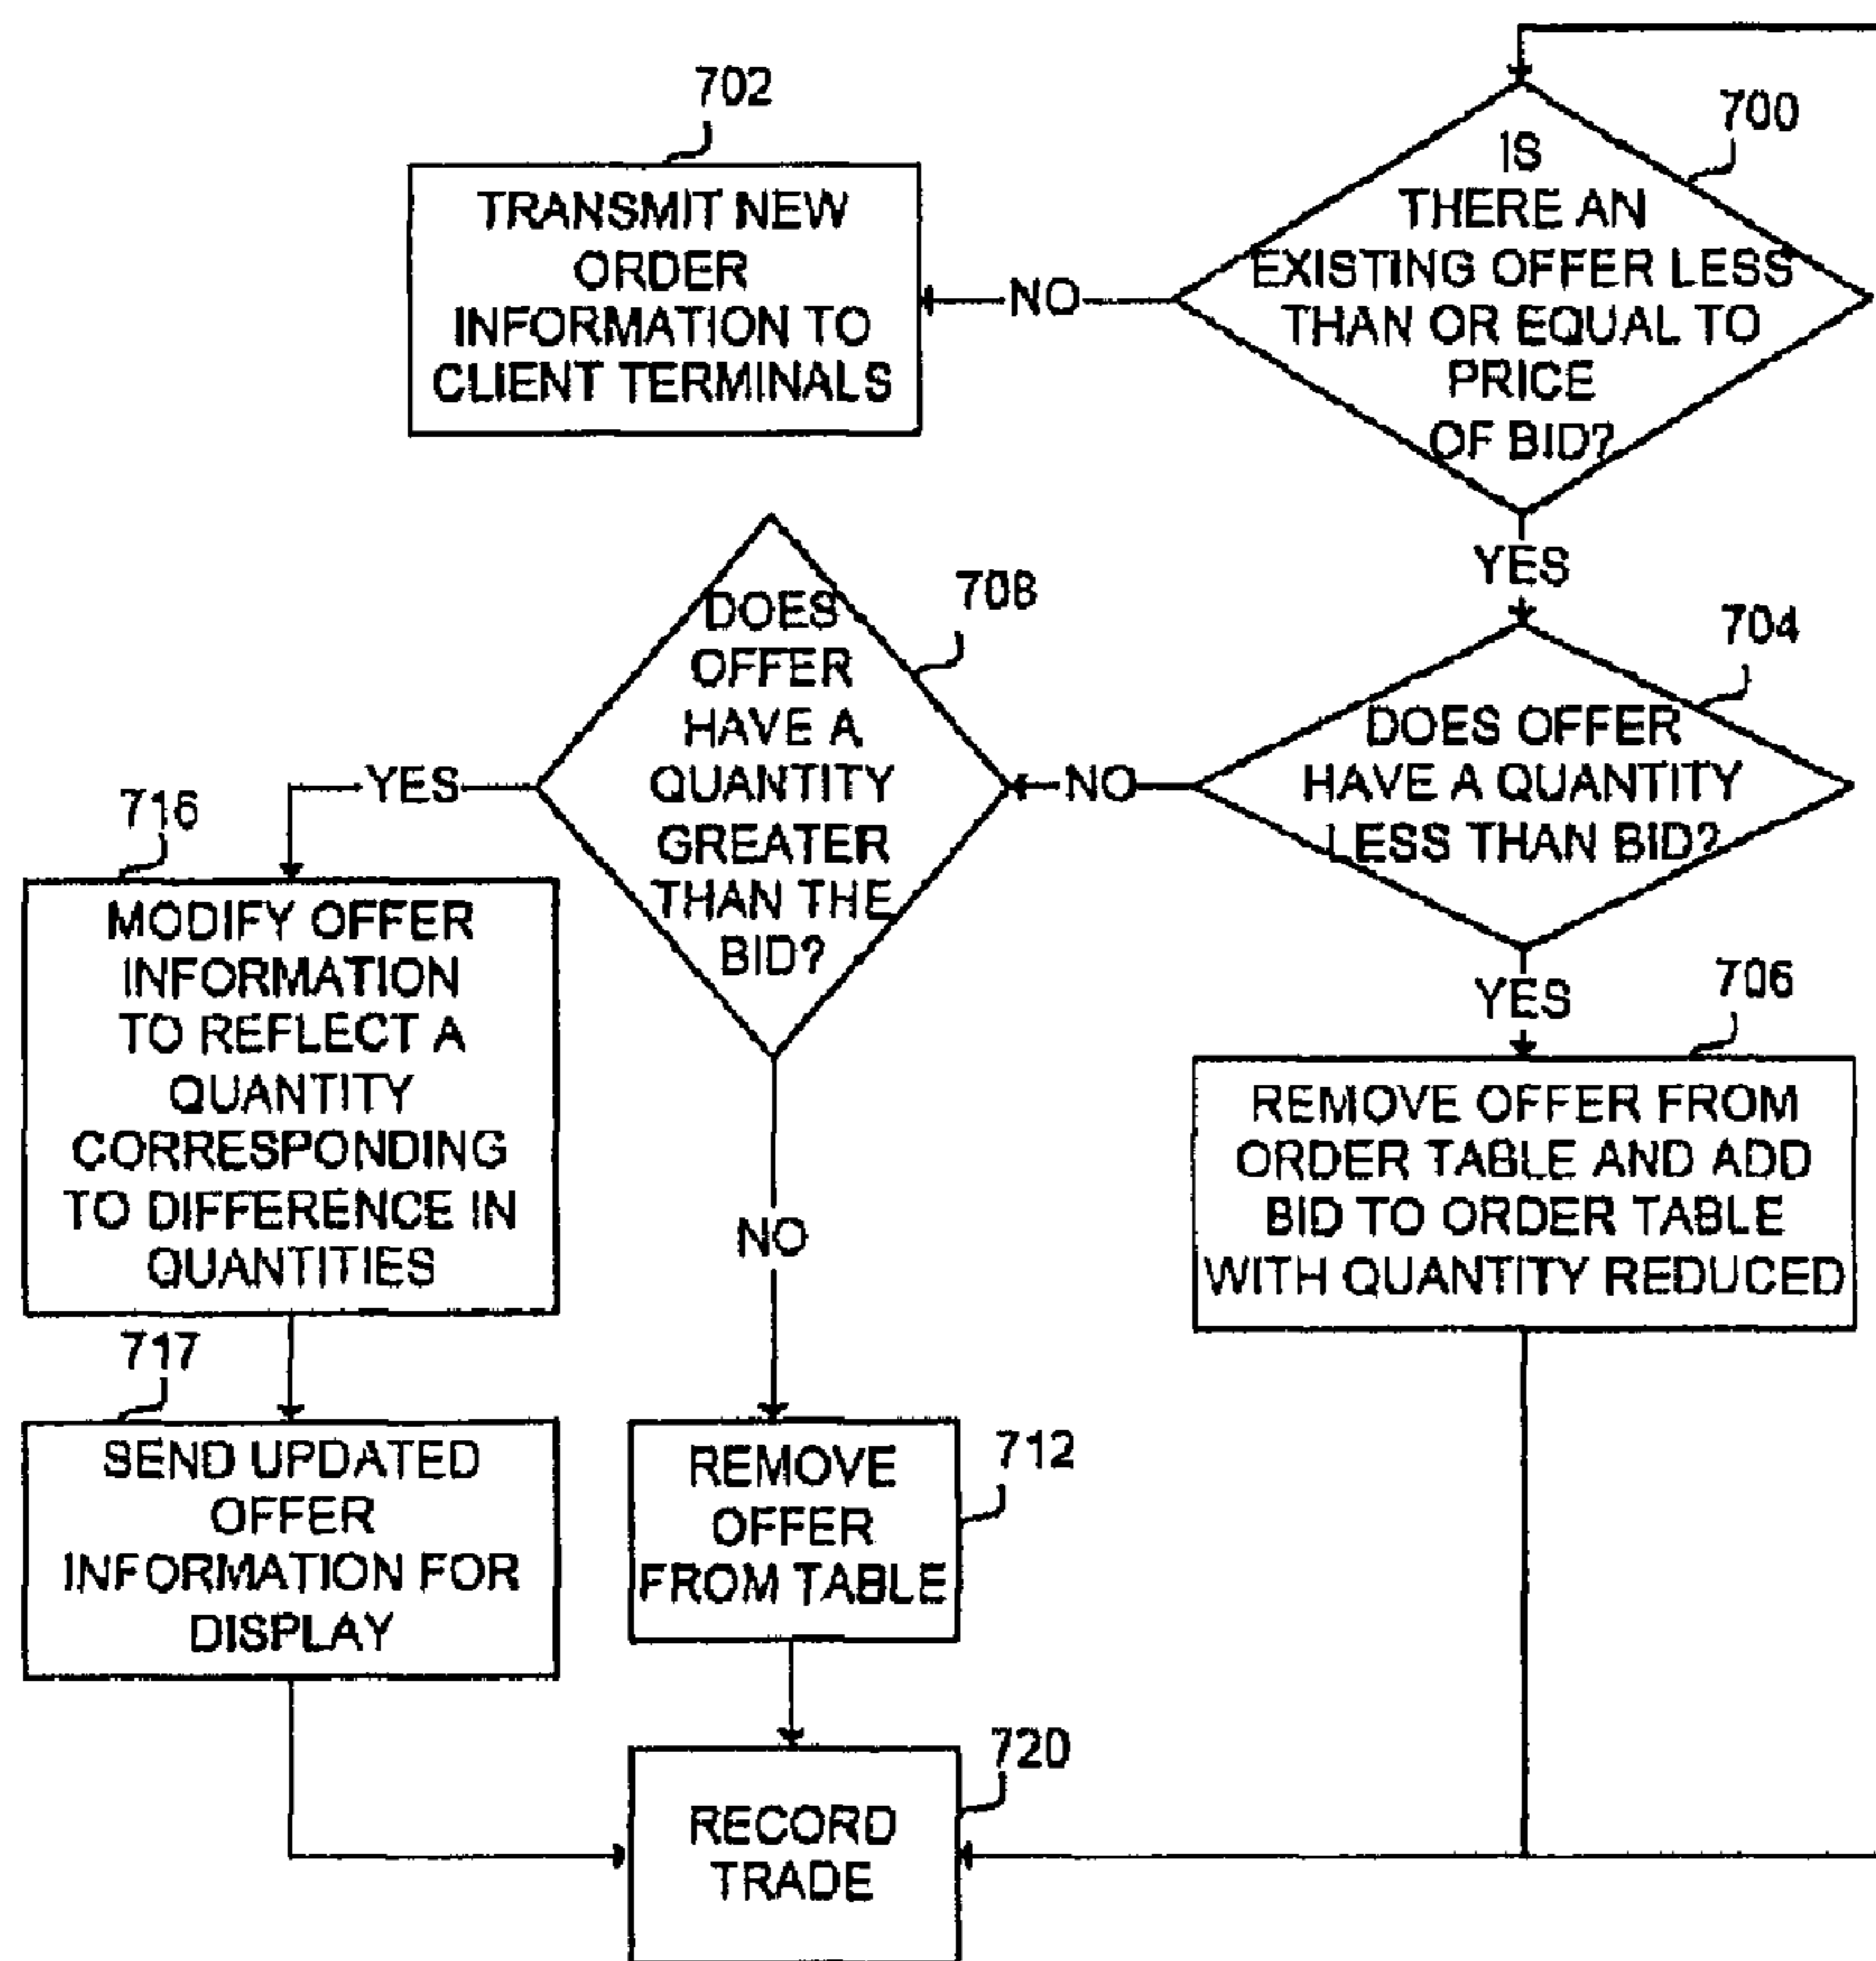 702
TRANSMIT NEW
ORDER
INFORMATION TO
CLIENT TERMINALS
700
IS
THERE AN
EXISTING OFFER LESS
THAN OR EQUAL TO
PRICE
OF BID?
NO
YES
704
DOES OFFER
HAVE A QUANTITY
LESS THAN BID?
NO
YES
708
DOES
OFFER
HAVE A
QUANTITY
GREATER
THAN THE
BID?
YES
NO
716
MODIFY OFFER
INFORMATION
TO REFLECT A
QUANTITY
CORRESPONDING
TO DIFFERENCE IN
QUANTITIES
706
REMOVE OFFER FROM
ORDER TABLE AND ADD
BID TO ORDER TABLE
WITH QUANTITY REDUCED
717
SEND UPDATED
OFFER
INFORMATION FOR
DISPLAY
712
REMOVE
OFFER
FROM TABLE
720
RECORD
TRADE